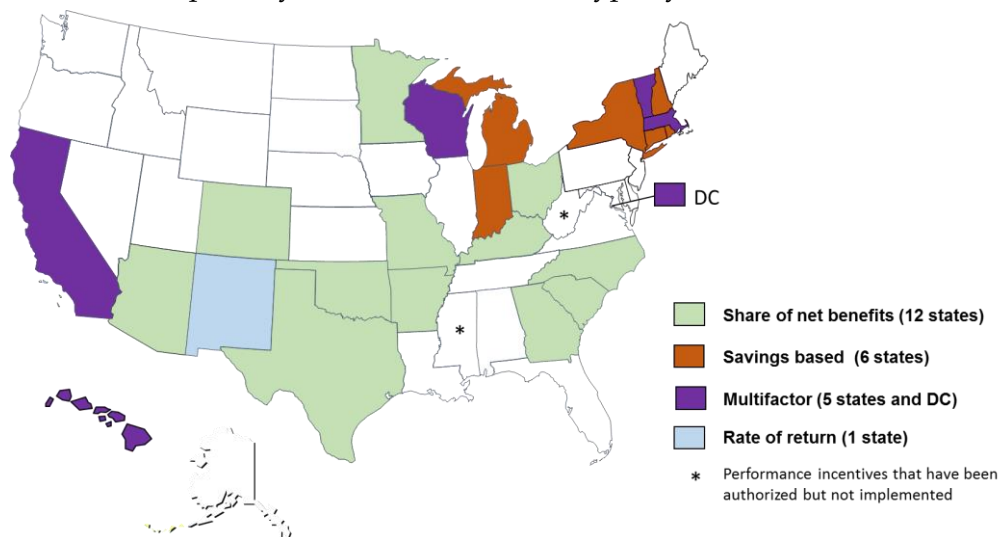 *
DC
*
Share of net benefits (12 states)
Savings based (6 states)
Multifactor (5 states and DC)
Rate of return (1 state)
* Performance incentives that have been
authorized but not implemented